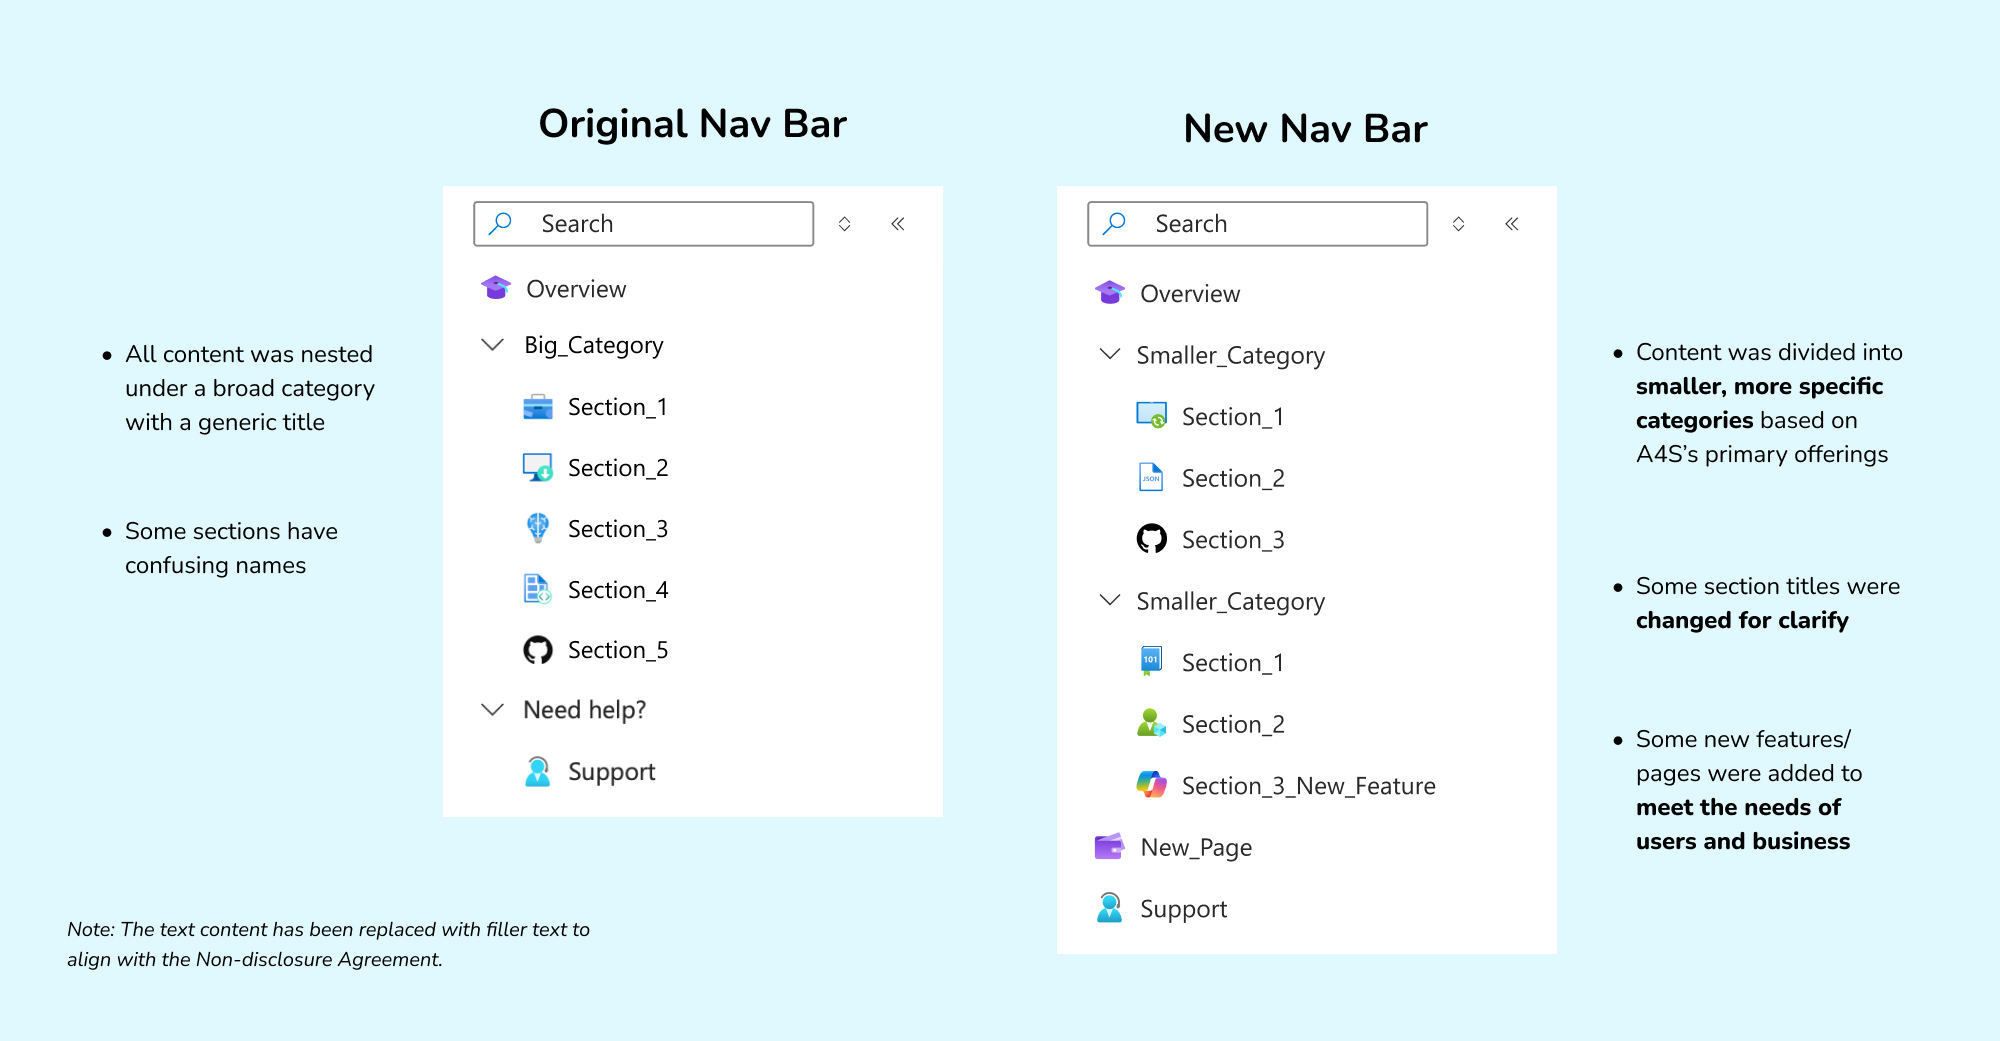 Original Nav Bar
Search
Overview
Big_Category
Section_1
Section_2
Section_3
Section_4
Section_5
Need help?
Support
• All content was nested
under a broad category
with a generic title
• Some sections have
confusing names
Note: The text content has been replaced with filler text to
align with the Non-disclosure Agreement.
New Nav Bar
Search
Overview
Smaller_Category
Section_1
JSON
Section_2
Section_3
Smaller_Category
101
Section_1
Section_2
Section_3_New_Feature
New_Page
Support
• Content was divided into
smaller, more specific
categories based on
A4S's primary offerings
• Some section titles were
changed for clarify
• Some new features/
pages were added to
meet the needs of
users and business